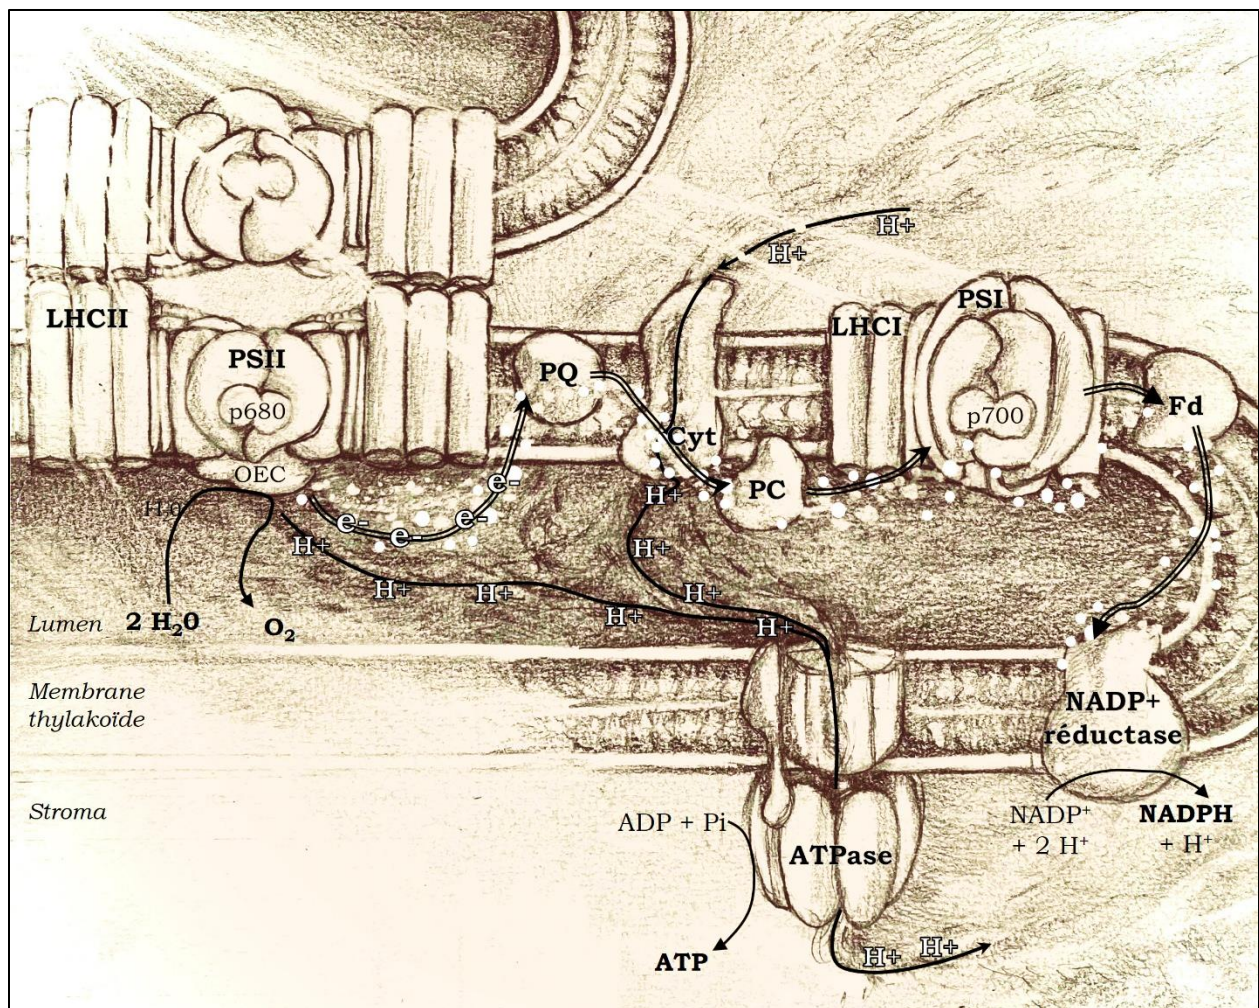 H+
H+
LHCII
PSI
LHCI
PSII
PQ
p680
p700
Fd
Cyt
OEC
PC
e-
H+
e-
e-
e-
H+
H+
H+
H+
H+
H+
H+
2 H₂0
Lumen
O₂
Membrane
thylakoïde
NADP+
réductase
Stroma
ADP + Pi
NADP⁺
+ 2 H⁺
NADPH
+ H⁺
ATPase
ATP
H+
H+